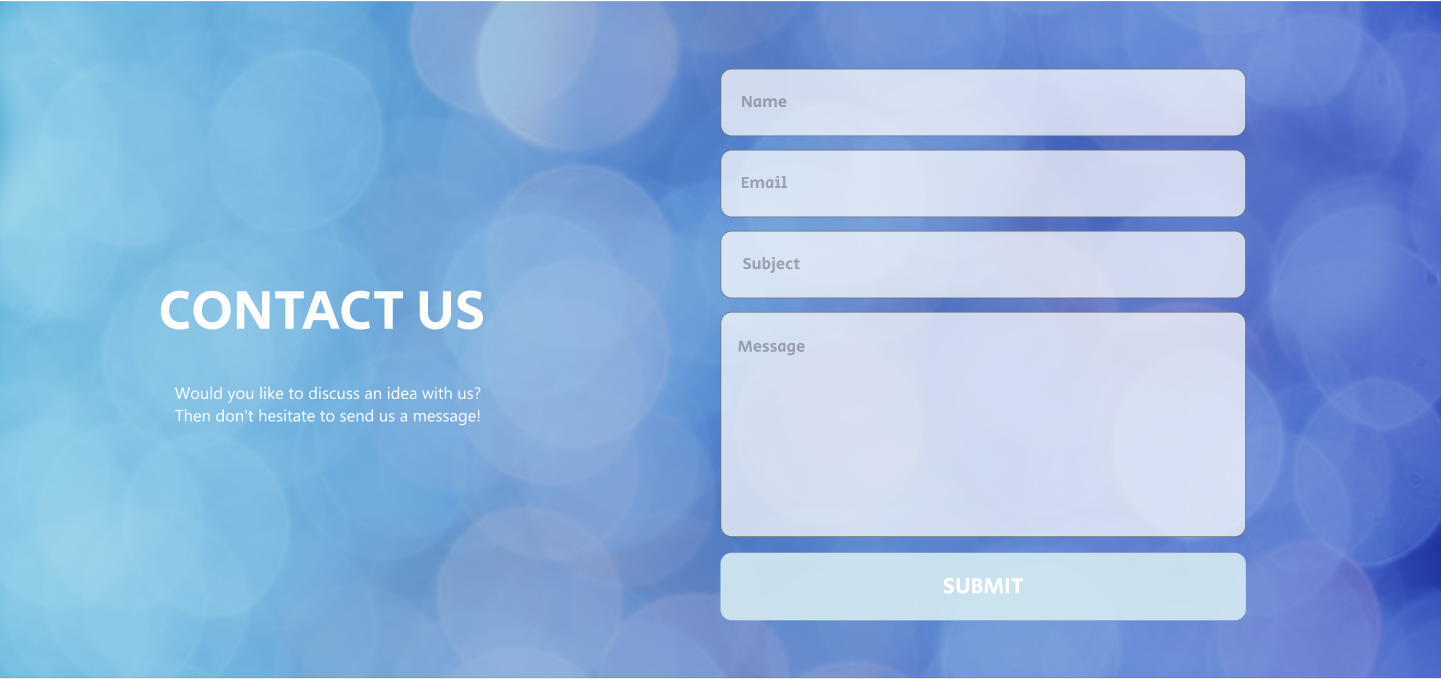 CONTACT US
Would you like to discuss an idea with us?
Then don't hesitate to send us a message!
Name
Email
Subject
Message
SUBMIT